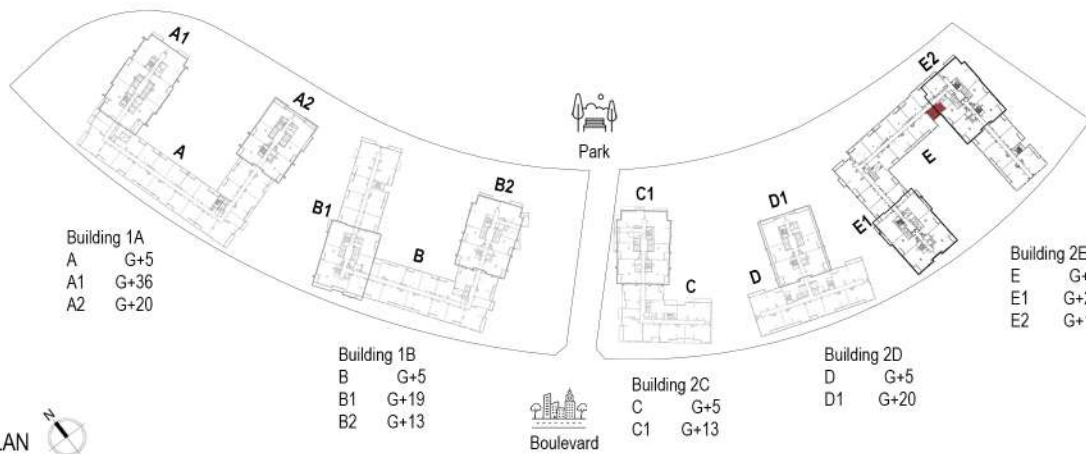 A1
A2
A
Building 1A
A G+5
A1 G+36
A2 G+20
B1
B2
B
Building 1B
B G+5
B1 G+19
B2 G+13
Park
Boulevard
C1
C
Building 2C
C G+5
C1 G+13
D1
D
Building 2D
D G+5
D1 G+20
E2
E
E1
Building 2E
E
E1
E2
N